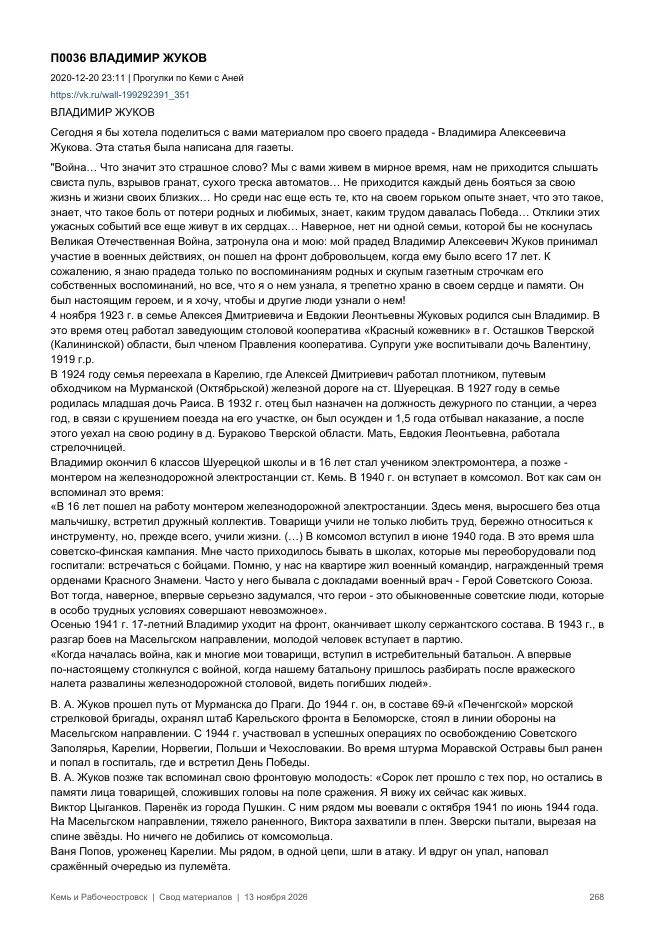 П0036 ВЛАДИМИР ЖУКОВ
2020-12-20 23:11 | Прогулки по Кеми с Аней
https://vk.ru/wall-199292391_351
ВЛАДИМИР ЖУКОВ
Сегодня я бы хотела поделиться с вами материалом про своего прадеда - Владимира Алексеевича
Жукова. Эта статья была написана для газеты.
"Война… Что значит это страшное слово? Мы с вами живем в мирное время, нам не приходится слышать
свиста пуль, взрывов гранат, сухого треска автоматов… Не приходится каждый день бояться за свою
жизнь и жизни своих близких… Но среди нас еще есть те, кто на своем горьком опыте знает, что это такое,
знает, что такое боль от потери родных и любимых, знает, каким трудом давалась Победа… Отклики этих
ужасных событий все еще живут в их сердцах… Наверное, нет ни одной семьи, которой бы не коснулась
Великая Отечественная Война, затронула она и мою: мой прадед Владимир Алексеевич Жуков принимал
участие в военных действиях, он пошел на фронт добровольцем, когда ему было всего 17 лет. К
сожалению, я знаю прадеда только по воспоминаниям родных и скупым газетным строчкам его
собственных воспоминаний, но все, что я о нем узнала, я трепетно храню в своем сердце и памяти. Он
был настоящим героем, и я хочу, чтобы и другие люди узнали о нем!
4 ноября 1923 г. в семье Алексея Дмитриевича и Евдокии Леонтьевны Жуковых родился сын Владимир. В
это время отец работал заведующим столовой кооператива «Красный кожевник» в г. Осташков Тверской
(Калининской) области, был членом Правления кооператива. Супруги уже воспитывали дочь Валентину,
1919 г.р.
В 1924 году семья переехала в Карелию, где Алексей Дмитриевич работал плотником, путевым
обходчиком на Мурманской (Октябрьской) железной дороге на ст. Шуерецкая. В 1927 году в семье
родилась младшая дочь Раиса. В 1932 г. отец был назначен на должность дежурного по станции, а через
год, в связи с крушением поезда на его участке, он был осужден и 1,5 года отбывал наказание, а после
этого уехал на свою родину в д. Бураково Тверской области. Мать, Евдокия Леонтьевна, работала
стрелочницей.
Владимир окончил 6 классов Шуерецкой школы и в 16 лет стал учеником электромонтера, а позже -
монтером на железнодорожной электростанции ст. Кемь. В 1940 г. он вступает в комсомол. Вот как сам он
вспоминал это время:
«В 16 лет пошел на работу монтером железнодорожной электростанции. Здесь меня, выросшего без отца
мальчишку, встретил дружный коллектив. Товарищи учили не только любить труд, бережно относиться к
инструменту, но, прежде всего, учили жизни. (…) В комсомол вступил в июне 1940 года. В это время шла
советско-финская кампания. Мне часто приходилось бывать в школах, которые мы переоборудовали под
госпитали: встречаться с бойцами. Помню, у нас на квартире жил военный командир, награжденный тремя
орденами Красного Знамени. Часто у него бывала с докладами военный врач - Герой Советского Союза.
Вот тогда, наверное, впервые серьезно задумался, что герои - это обыкновенные советские люди, которые
в особо трудных условиях совершают невозможное».
Осенью 1941 г. 17-летний Владимир уходит на фронт, оканчивает школу сержантского состава. В 1943 г., в
разгар боев на Масельгском направлении, молодой человек вступает в партию.
«Когда началась война, как и многие мои товарищи, вступил в истребительный батальон. А впервые
по-настоящему столкнулся с войной, когда нашему батальону пришлось разбирать после вражеского
налета развалины железнодорожной столовой, видеть погибших людей».
В. А. Жуков прошел путь от Мурманска до Праги. До 1944 г. он, в составе 69-й «Печенгской» морской
стрелковой бригады, охранял штаб Карельского фронта в Беломорске, стоял в линии обороны на
Масельгском направлении. С 1944 г. участвовал в успешных операциях по освобождению Советского
Заполярья, Карелии, Норвегии, Польши и Чехословакии. Во время штурма Моравской Остравы был ранен
и попал в госпиталь, где и встретил День Победы.
В. А. Жуков позже так вспоминал свою фронтовую молодость: «Сорок лет прошло с тех пор, но остались в
памяти лица товарищей, сложивших головы на поле сражения. Я вижу их сейчас как живых.
Виктор Цыганков. Паренёк из города Пушкин. С ним рядом мы воевали с октября 1941 по июнь 1944 года.
На Масельгском направлении, тяжело раненного, Виктора захватили в плен. Зверски пытали, вырезая на
спине звёзды. Но ничего не добились от комсомольца.
Ваня Попов, уроженец Карелии. Мы рядом, в одной цепи, шли в атаку. И вдруг он упал, наповал
сражённый очередью из пулемёта.
Кемь и Рабочеостровск | Свод материалов | 13 ноября 2026
268